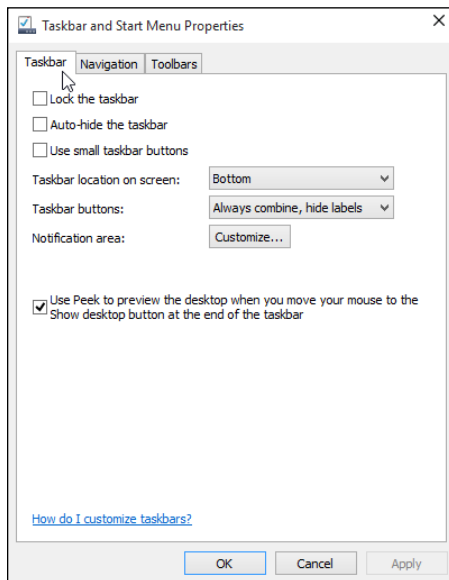 Taskbar and Start Menu Properties
Taskbar Navigation Toolbars
Lock the taskbar
Auto-hide the taskbar
Use small taskbar buttons
Taskbar location on screen: Bottom
Taskbar buttons: Always combine, hide labels
Notification area: Customize...
Use Peek to preview the desktop when you move your mouse to the
Show desktop button at the end of the taskbar
How do I customize taskbars?
OK Cancel Apply